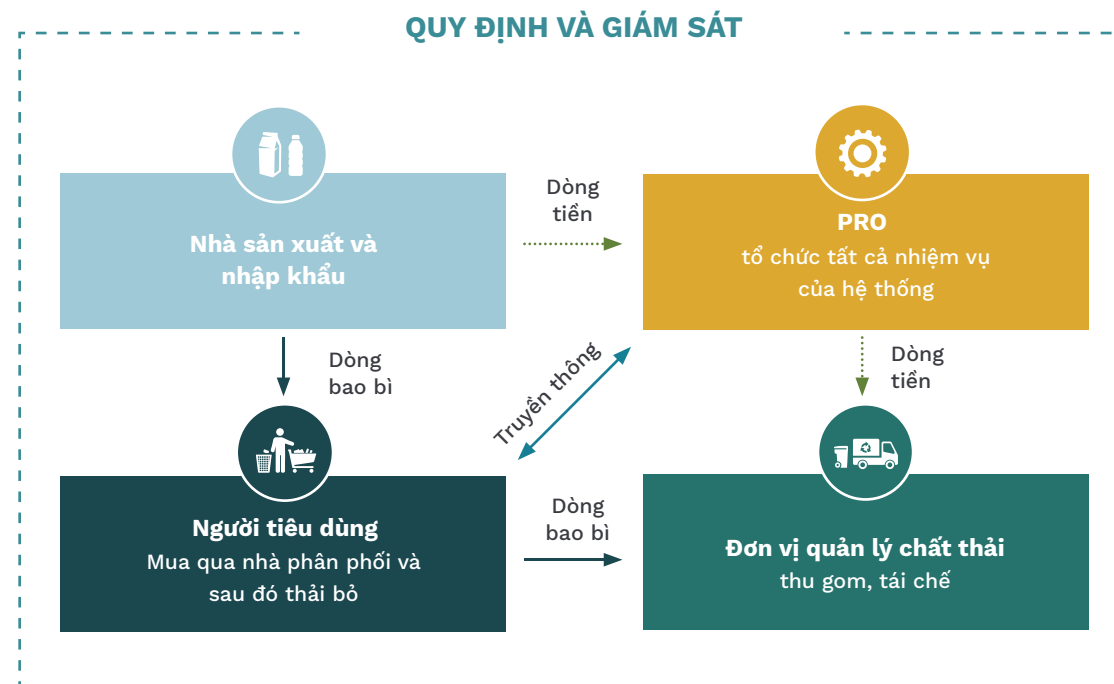 QUY ĐỊNH VÀ GIÁM SÁT
Nhà sản xuất và
nhập khẩu
Dòng
tiền
PRO
tổ chức tất cả nhiệm vụ
của hệ thống
Dòng
bao bì
Truyền thông
Dòng
tiền
Người tiêu dùng
Mua qua nhà phân phối và
sau đó thải bỏ
Dòng
bao bì
Đơn vị quản lý chất thải
thu gom, tái chế